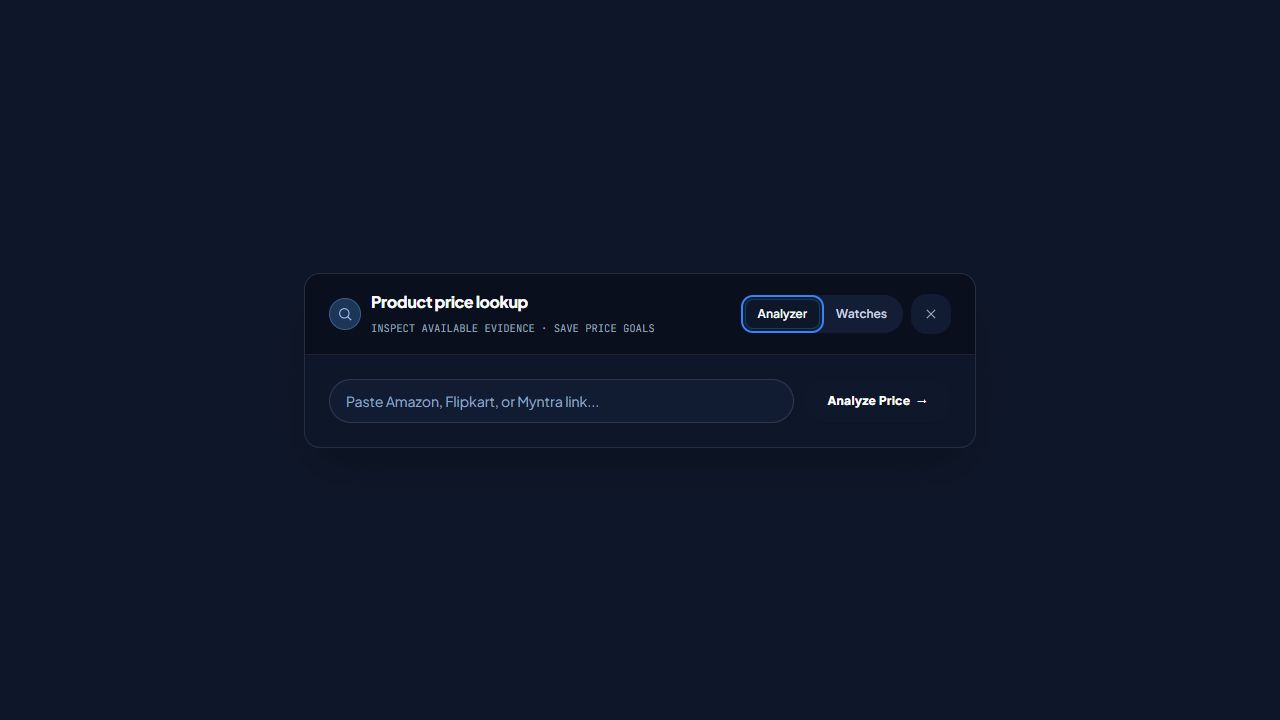 Product price lookup
INSPECT AVAILABLE EVIDENCE · SAVE PRICE GOALS
Analyzer
Watches
Paste Amazon, Flipkart, or Myntra link...
Analyze Price →